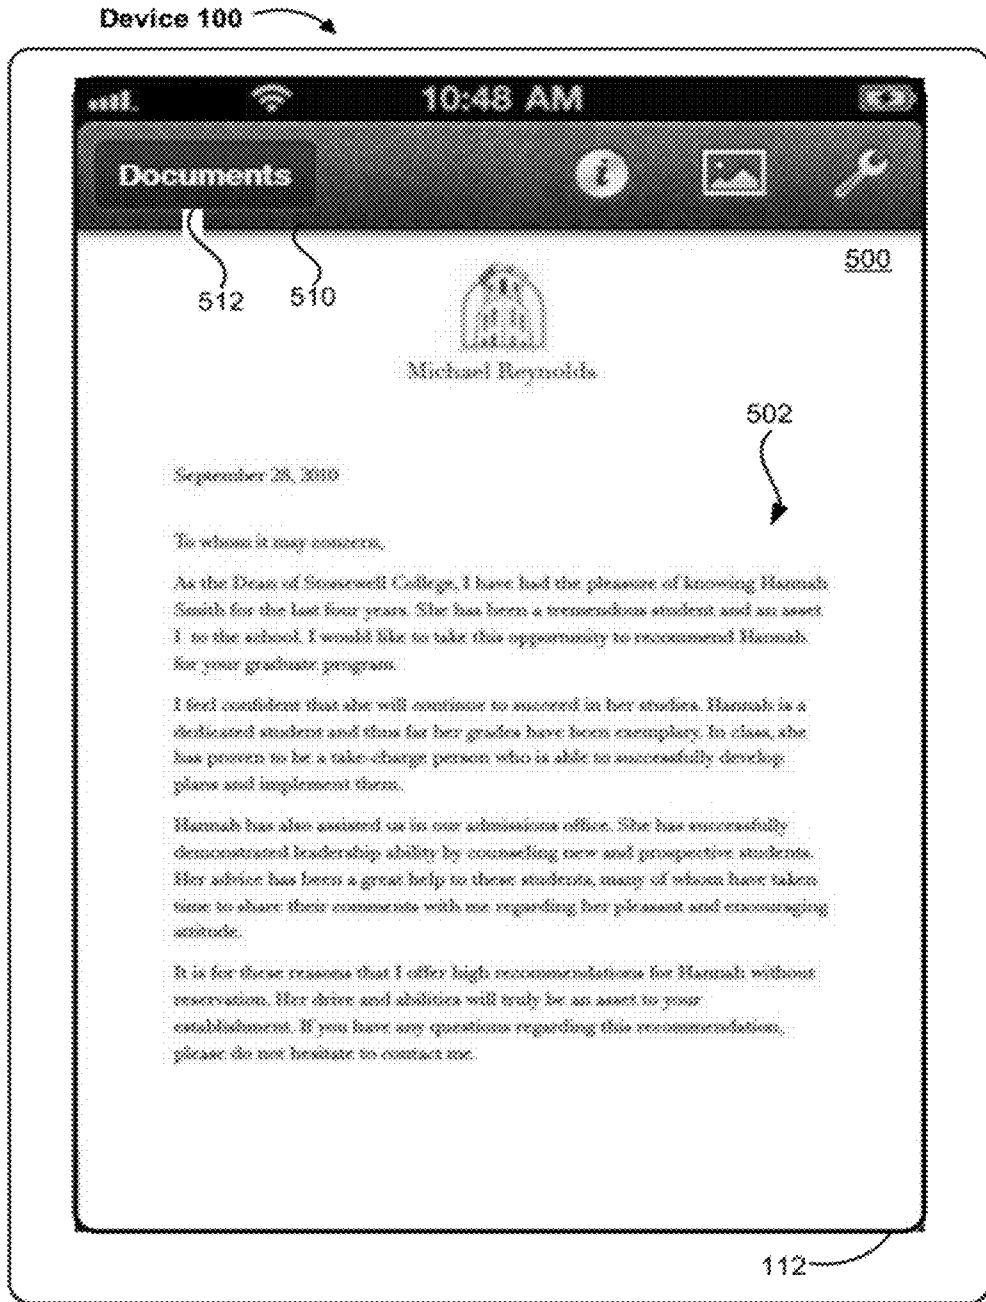 Device 100
10:48 AM
Documents
500
512
510
Michael Reynolds
502
September 28, 2010
To whom it may concern,
As the Dean of Stonewell College, I have had the pleasure of knowing Hannah
Smith for the last four years. She has been a tremendous student and an asset
I to the school. I would like to take this opportunity to recommend Hannah
for your graduate program.
I feel confident that she will continue to succeed in her studies. Hannah is a
dedicated student and thus far her grades have been exemplary. In class, she
has proven to be a take-charge person who is able to successfully develop
plans and implement them.
Hannah has also assisted us in our admissions office. She has successfully
demonstrated leadership ability by counseling new and prospective students.
Her advice has been a great help to these students, many of whom have taken
time to share their comments with me regarding her pleasant and encouraging
attitude.
It is for these reasons that I offer high recommendations for Hannah without
reservation. Her drive and abilities will truly be an asset to your
establishment. If you have any questions regarding this recommendation,
please do not hesitate to contact me.
112